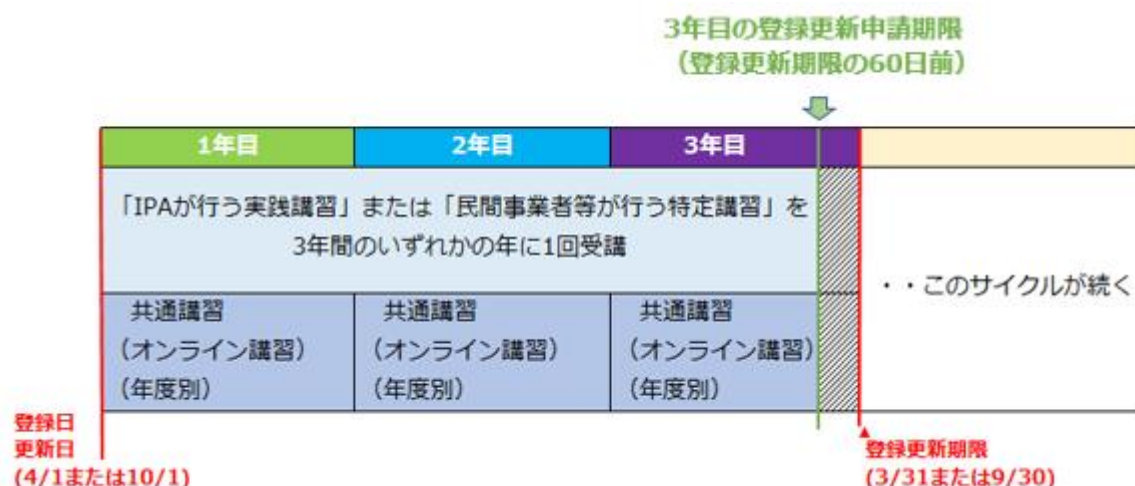 3年目の登録更新申請期限
（登録更新期限の60日前）
1年目
2年目
3年目
「IPAが行う実践講習」または「民間事業者等が行う特定講習」を
3年間のいずれかの年に1回受講
・・このサイクルが続く
共通講習
（オンライン講習）
（年度別）
共通講習
（オンライン講習）
（年度別）
共通講習
（オンライン講習）
（年度別）
登録日
更新日
(4/1または10/1)
登録更新期限
(3/31または9/30)